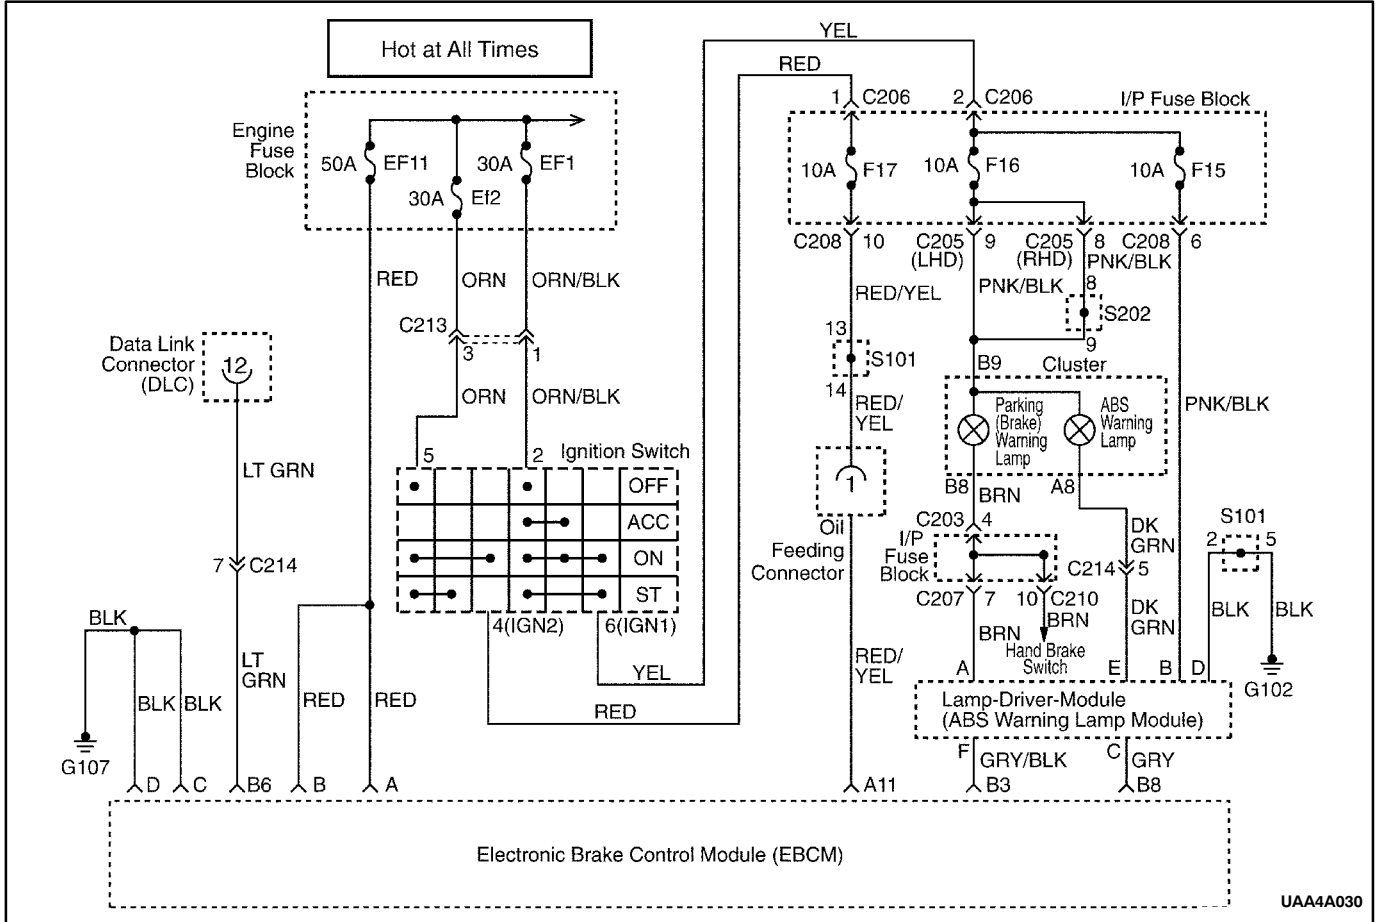 Hot at All Times
YEL
RED
1 C206
2 C206
I/P Fuse Block
Engine
Fuse
Block
50A EF11
30A Ef2
30A EF1
10A F17
10A F16
10A F15
C208 10
C205 9
(LHD)
C205 8
(RHD)
C208 6
PNK/BLK
RED
ORN
ORN/BLK
RED/YEL
PNK/BLK
8
S202
9
C213
3
1
13
S101
14
Data Link
Connector
(DLC)
12
B9
Cluster
ORN
ORN/BLK
RED/
YEL
Parking
(Brake)
Warning
Lamp
ABS
Warning
Lamp
PNK/BLK
5
2
Ignition Switch
LT GRN
OFF
ACC
ON
ST
1
Oil
Feeding
Connector
B8
BRN
A8
C203 4
I/P
Fuse
Block
DK
GRN
S101
2
5
7 C214
C214 5
C207 7
10 C210
BRN
BRN
Hand Brake
Switch
DK
GRN
BLK
BLK
BLK
4(IGN2)
6(IGN1)
LT
GRN
YEL
RED/
YEL
A
E
B
D
G102
BLK
BLK
RED
RED
RED
Lamp-Driver-Module
(ABS Warning Lamp Module)
G107
F
GRY/BLK
C
GRY
D
C
B6
B
A
A11
B3
B8
Electronic Brake Control Module (EBCM)
UAA4A030